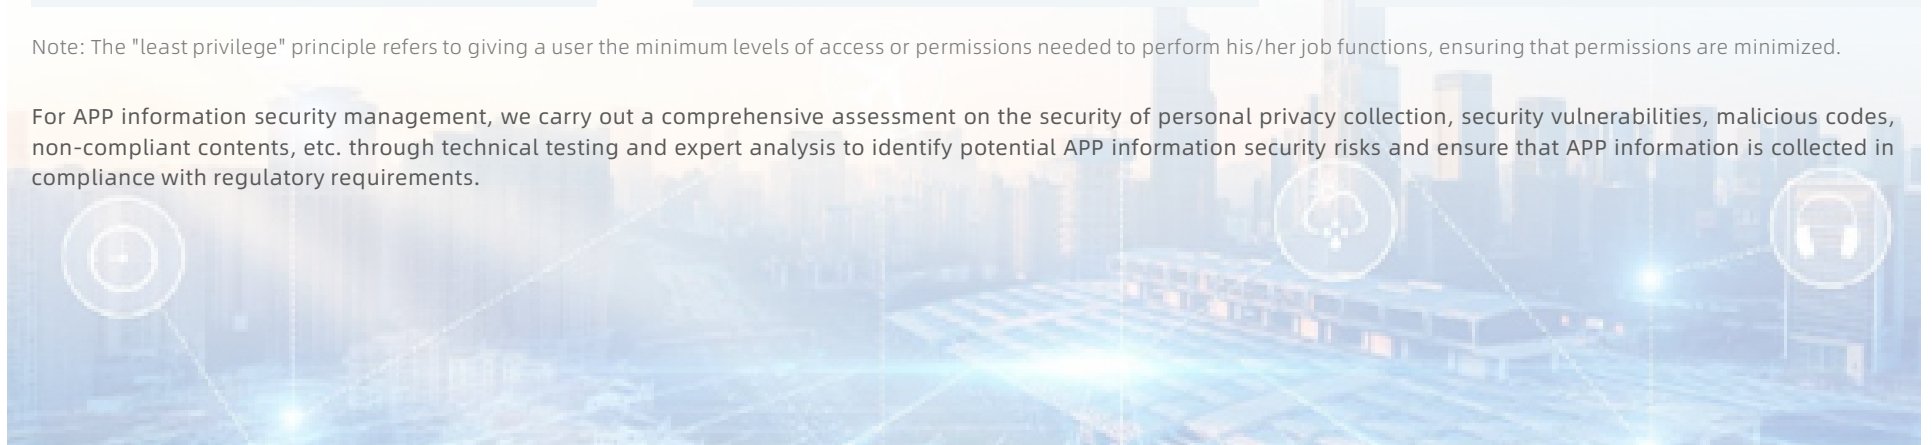 Note: The "least privilege" principle refers to giving a user the minimum levels of access or permissions needed to perform his/her job functions, ensuring that permissions are minimized.
For APP information security management, we carry out a comprehensive assessment on the security of personal privacy collection, security vulnerabilities, malicious codes,
non-compliant contents, etc. through technical testing and expert analysis to identify potential APP information security risks and ensure that APP information is collected in
compliance with regulatory requirements.